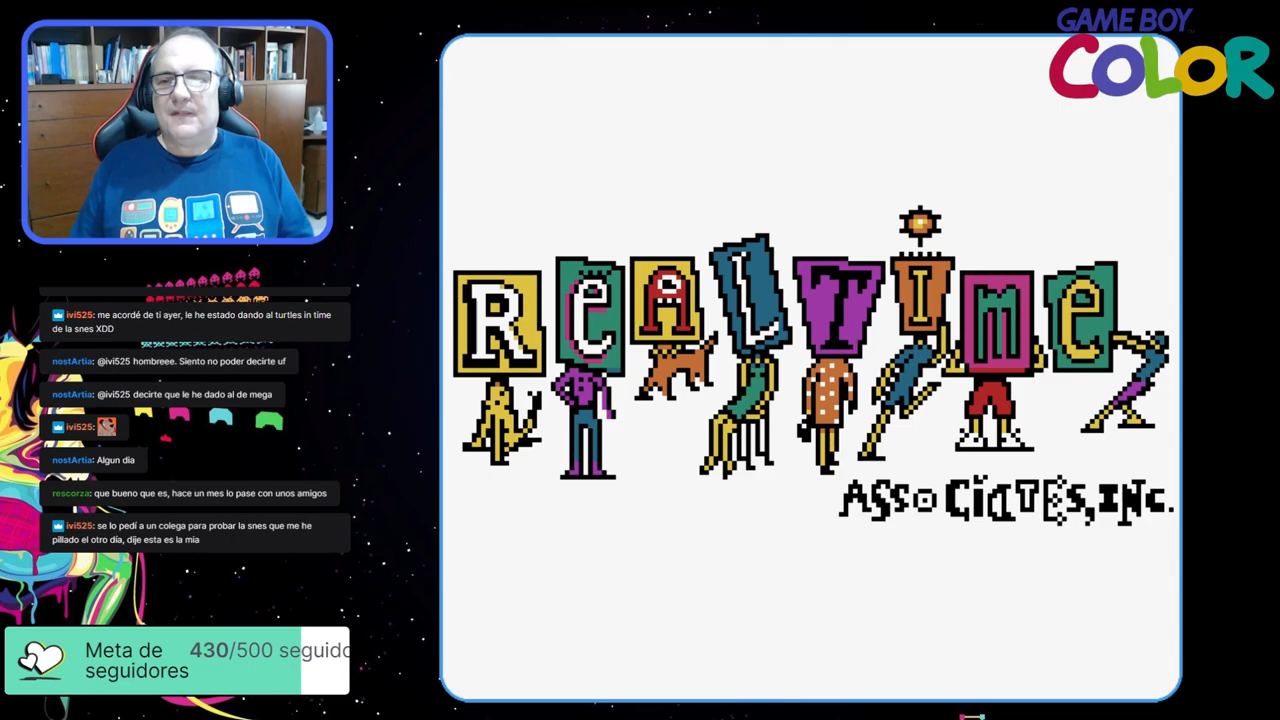 GAME BOY
COLOR
REALTIME
ASSOCIATES, INC.
ivi525: me acordé de ti ayer, le he estado dando al turtles in time
de la snes XDD
nostArtia: @ivi525 hombreee. Siento no poder decirte uf
nostArtia: @ivi525 decirte que le he dado al de mega
ivi525:
nostArtia: Algun día
rescorza: que bueno que es, hace un mes lo pase con unos amigos
ivi525: se lo pedí a un colega para probar la snes que me he
pillado el otro día, dije esta es la mia
Meta de 430/500 seguido
seguidores